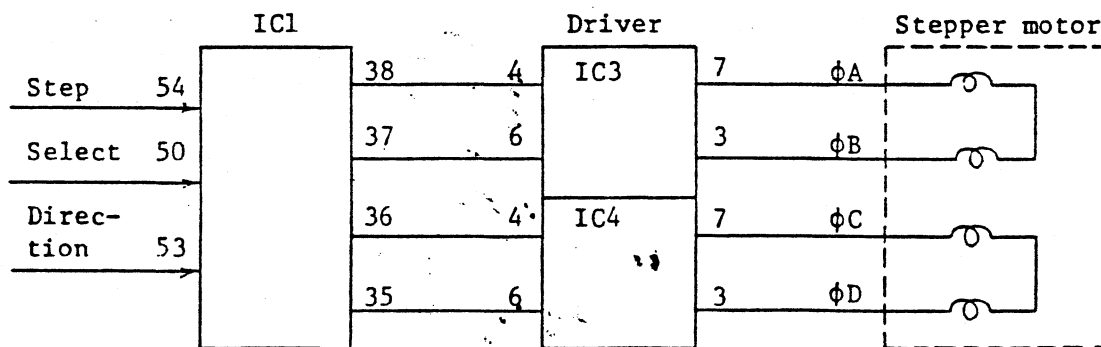 IC1 Driver Stepper motor
38 4 IC3 7 ϕA
Step 54
37 6 3 ϕB
Select 50
Direc-
36 4 IC4 7 ϕC
tion 53
35 6 3 ϕD